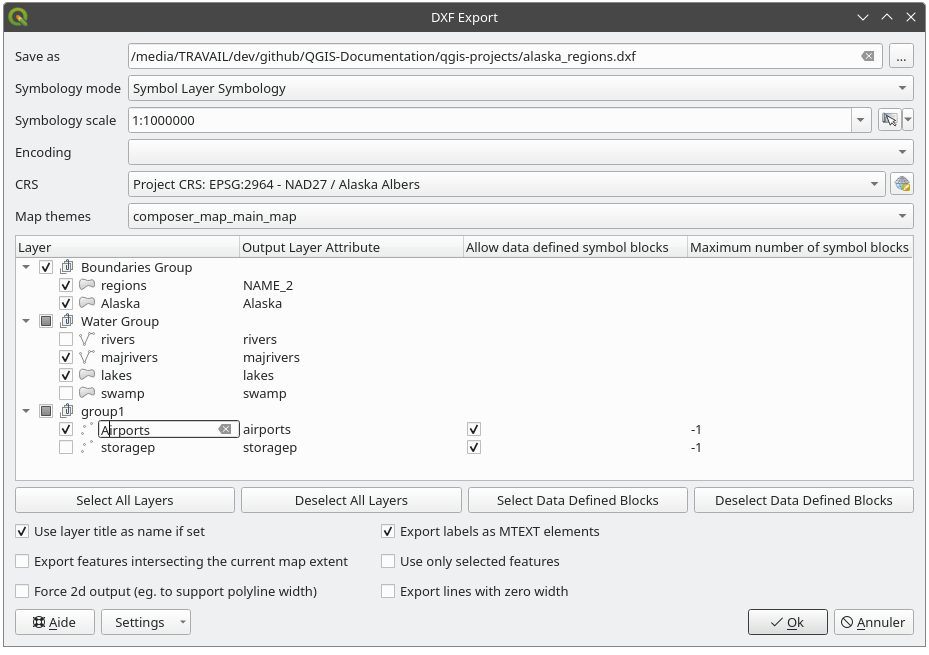 DXF Export
Save as /media/TRAVAIL/dev/github/QGIS-Documentation/qgis-projects/alaska_regions.dxf ...
Symbology mode Symbol Layer Symbology
Symbology scale 1:1000000
Encoding
CRS Project CRS: EPSG:2964 - NAD27 / Alaska Albers
Map themes composer_map_main_map
Layer Output Layer Attribute Allow data defined symbol blocks Maximum number of symbol blocks
Boundaries Group
regions NAME_2
Alaska Alaska
Water Group
rivers rivers
majrivers majrivers
lakes lakes
swamp swamp
group1
Airports airports -1
storagep storagep -1
Select All Layers Deselect All Layers Select Data Defined Blocks Deselect Data Defined Blocks
Use layer title as name if set Export labels as MTEXT elements
Export features intersecting the current map extent Use only selected features
Force 2d output (eg. to support polyline width) Export lines with zero width
Aide Settings Ok Annuler